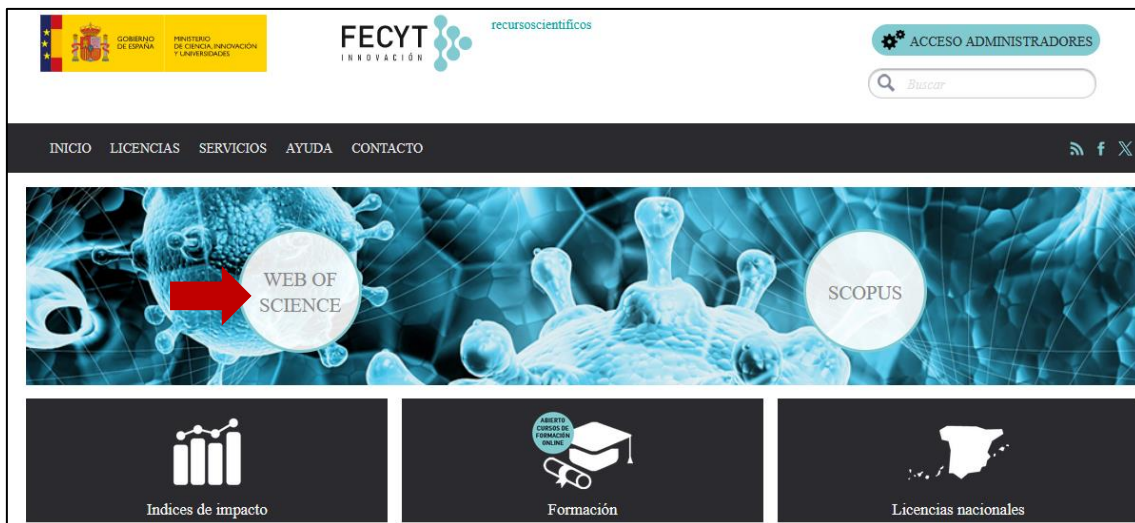 GOBIERNO
DE ESPAÑA
MINISTERIO
DE CIENCIA, INNOVACIÓN
Y UNIVERSIDADES
FECYT
INNOVACIÓN
recursoscientificos
ACCESO ADMINISTRADORES
Buscar
INICIO LICENCIAS SERVICIOS AYUDA CONTACTO
WEB OF
SCIENCE
SCOPUS
ABIERTO
CURSOS DE
FORMACIÓN
ONLINE
Indices de impacto
Formación
Licencias nacionales